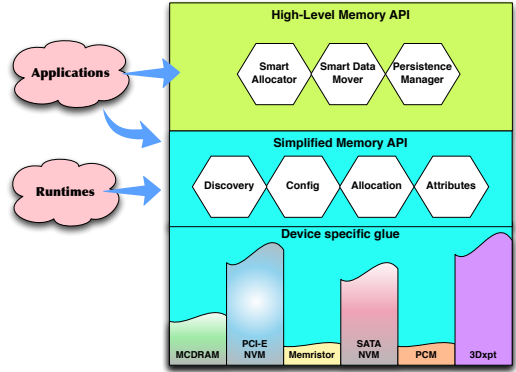 High-Level Memory API
Smart Allocator
Smart Data Mover
Persistence Manager
Applications
Simplified Memory API
Discovery
Config
Allocation
Attributes
Runtimes
Device specific glue
MCDRAM
PCI-E NVM
Memristor
SATA NVM
PCM
3Dxpt